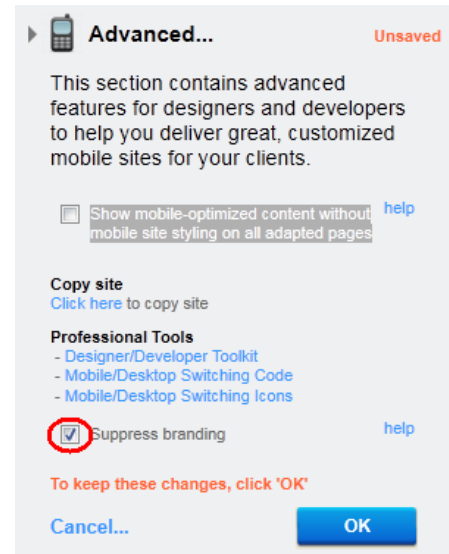 Advanced... Unsaved
This section contains advanced
features for designers and developers
to help you deliver great, customized
mobile sites for your clients.
Show mobile-optimized content without help
mobile site styling on all adapted pages
Copy site
Click here to copy site
Professional Tools
- Designer/Developer Toolkit
- Mobile/Desktop Switching Code
- Mobile/Desktop Switching Icons
Suppress branding help
To keep these changes, click 'OK'
Cancel... OK